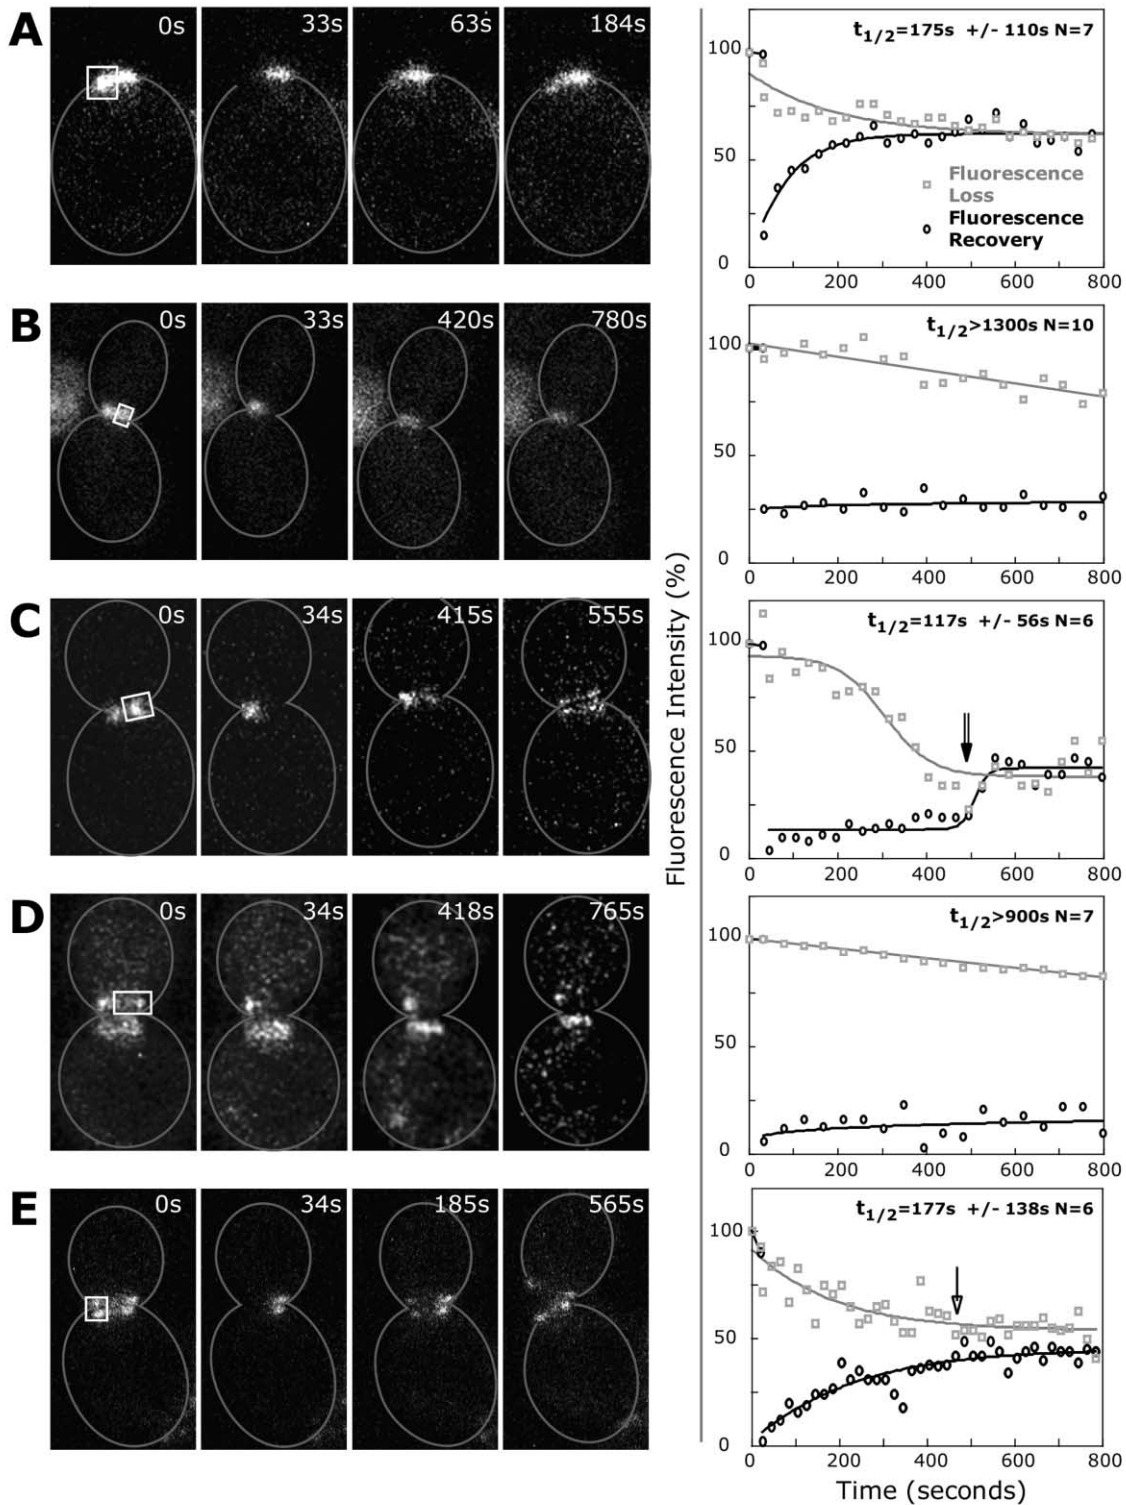 A
0s
33s
63s
184s
t1/2=175s +/- 110s N=7
100
50
0
Fluorescence
Loss
Fluorescence
Recovery
0
200
400
600
800
B
0s
33s
420s
780s
t1/2>1300s N=10
100
50
0
0
200
400
600
800
C
0s
34s
415s
555s
t1/2=117s +/- 56s N=6
100
50
0
0
200
400
600
800
Fluorescence Intensity (%)
D
0s
34s
418s
765s
t1/2>900s N=7
100
50
0
0
200
400
600
800
E
0s
34s
185s
565s
t1/2=177s +/- 138s N=6
100
50
0
0
200
400
600
800
Time (seconds)